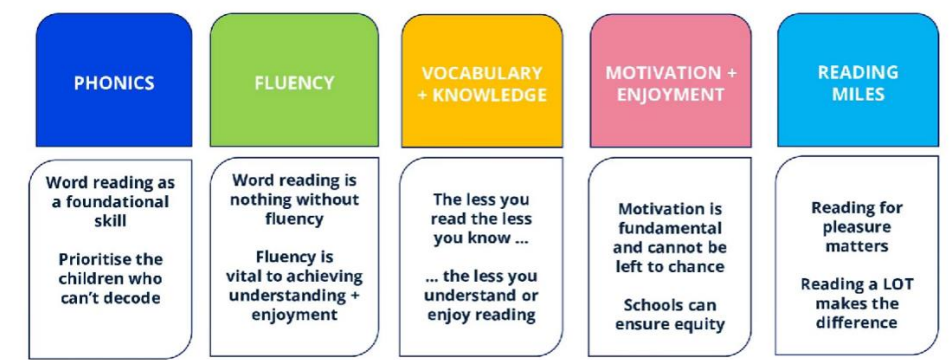 PHONICS
Word reading as
a foundational
skill
Prioritise the
children who
can't decode
FLUENCY
Word reading is
nothing without
fluency
Fluency is
vital to achieving
understanding +
enjoyment
VOCABULARY
+ KNOWLEDGE
The less you
read the less
you know ...
... the less you
understand or
enjoy reading
MOTIVATION +
ENJOYMENT
Motivation is
fundamental
and cannot be
left to chance
Schools can
ensure equity
READING
MILES
Reading for
pleasure
matters
Reading a LOT
makes the
difference